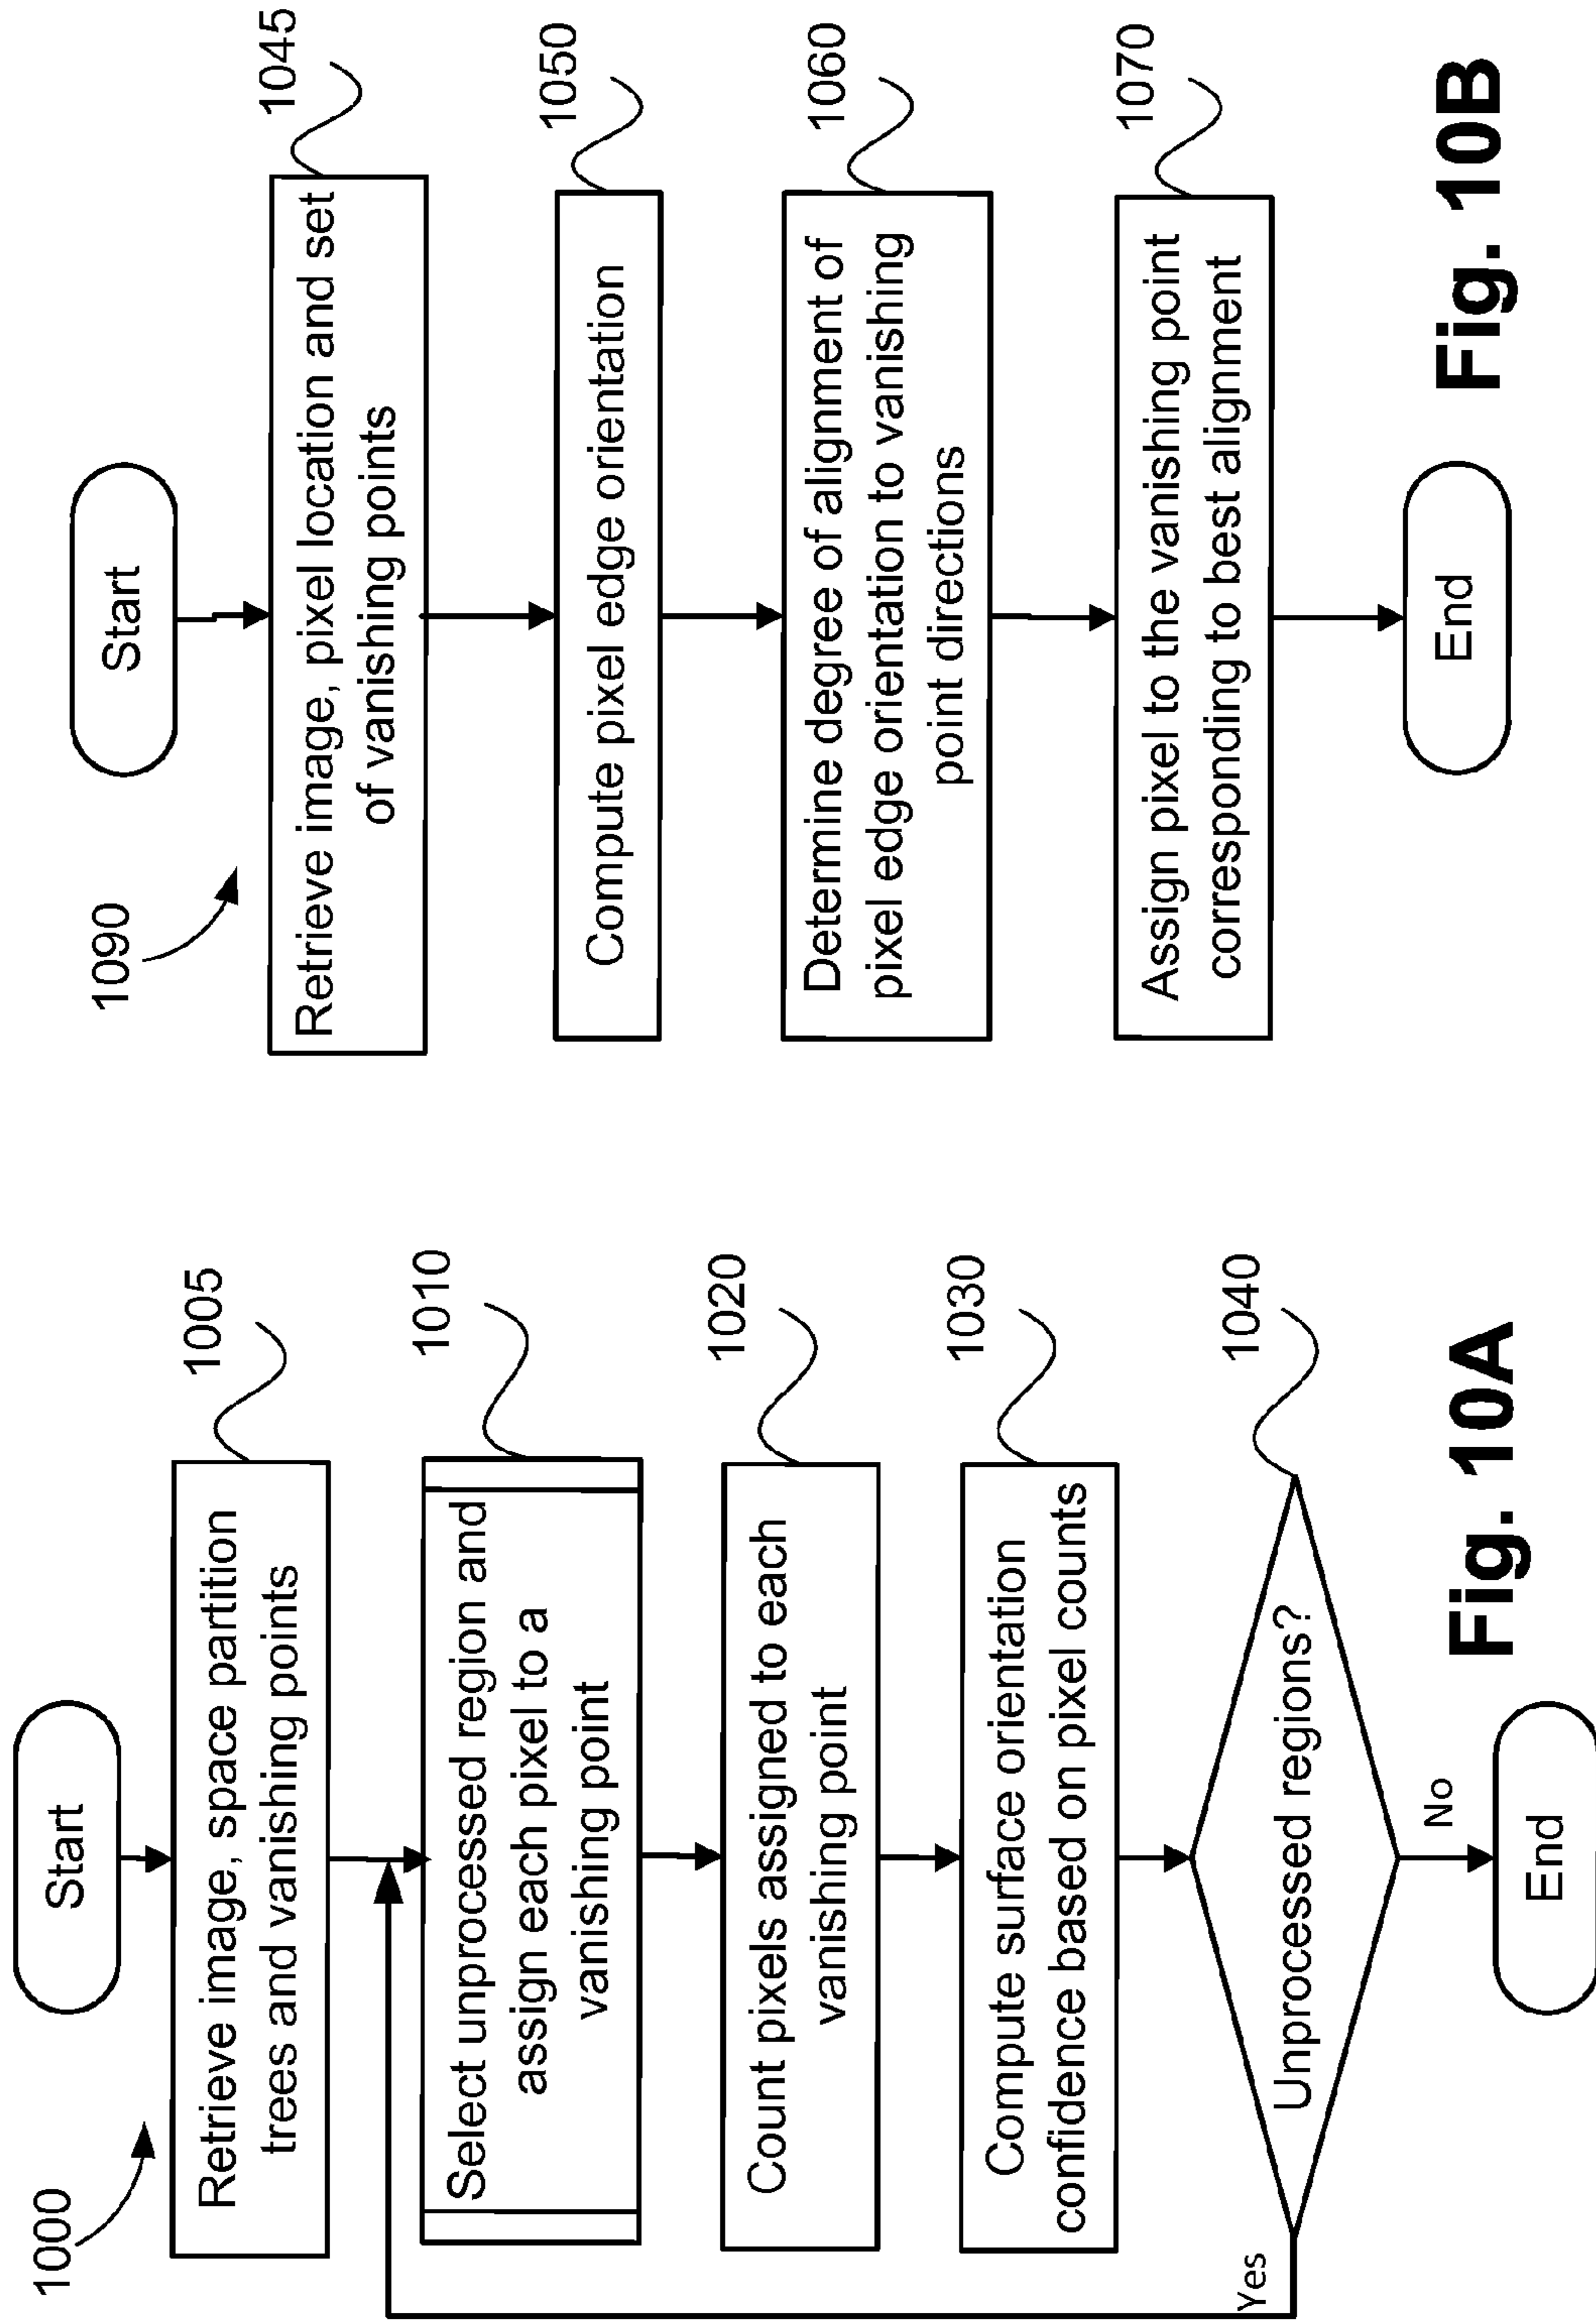 1000
Start
Retrieve image, space partition
trees and vanishing points
1005
Select unprocessed region and
assign each pixel to a
vanishing point
1010
Count pixels assigned to each
vanishing point
1020
Compute surface orientation
confidence based on pixel counts
1030
Unprocessed regions?
1040
Yes
No
End
Fig. 10A
1090
Start
Retrieve image, pixel location and set
of vanishing points
1045
Compute pixel edge orientation
1050
Determine degree of alignment of
pixel edge orientation to vanishing
point directions
1060
Assign pixel to the vanishing point
corresponding to best alignment
1070
End
Fig. 10B